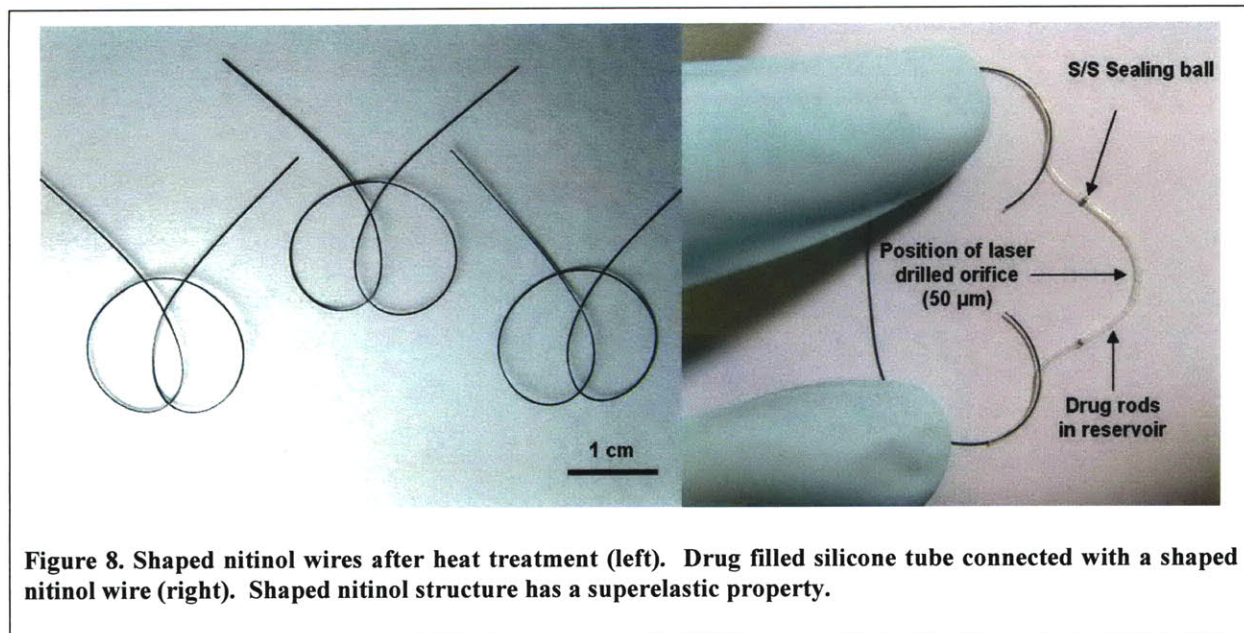 S/S Sealing ball
Position of laser
drilled orifice
(50 µm)
Drug rods
in reservoir
1 cm
Figure 8. Shaped nitinol wires after heat treatment (left). Drug filled silicone tube connected with a shaped
nitinol wire (right). Shaped nitinol structure has a superelastic property.